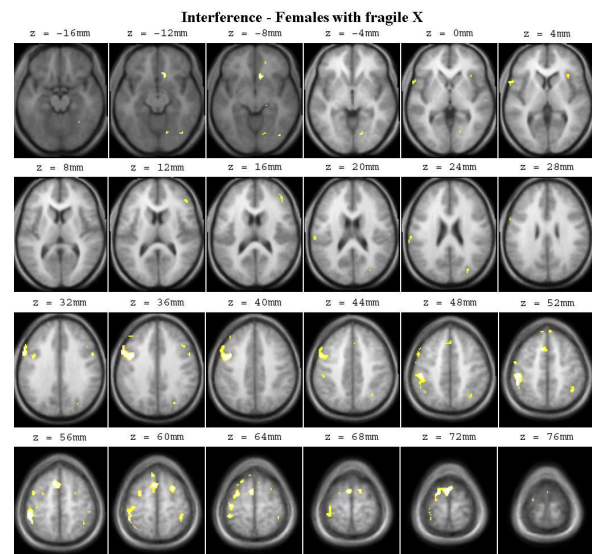 Interference - Females with fragile X
z = -16mm z = -12mm z = -8mm z = -4mm z = 0mm z = 4mm
z = 8mm z = 12mm z = 16mm z = 20mm z = 24mm z = 28mm
z = 32mm z = 36mm z = 40mm z = 44mm z = 48mm z = 52mm
z = 56mm z = 60mm z = 64mm z = 68mm z = 72mm z = 76mm